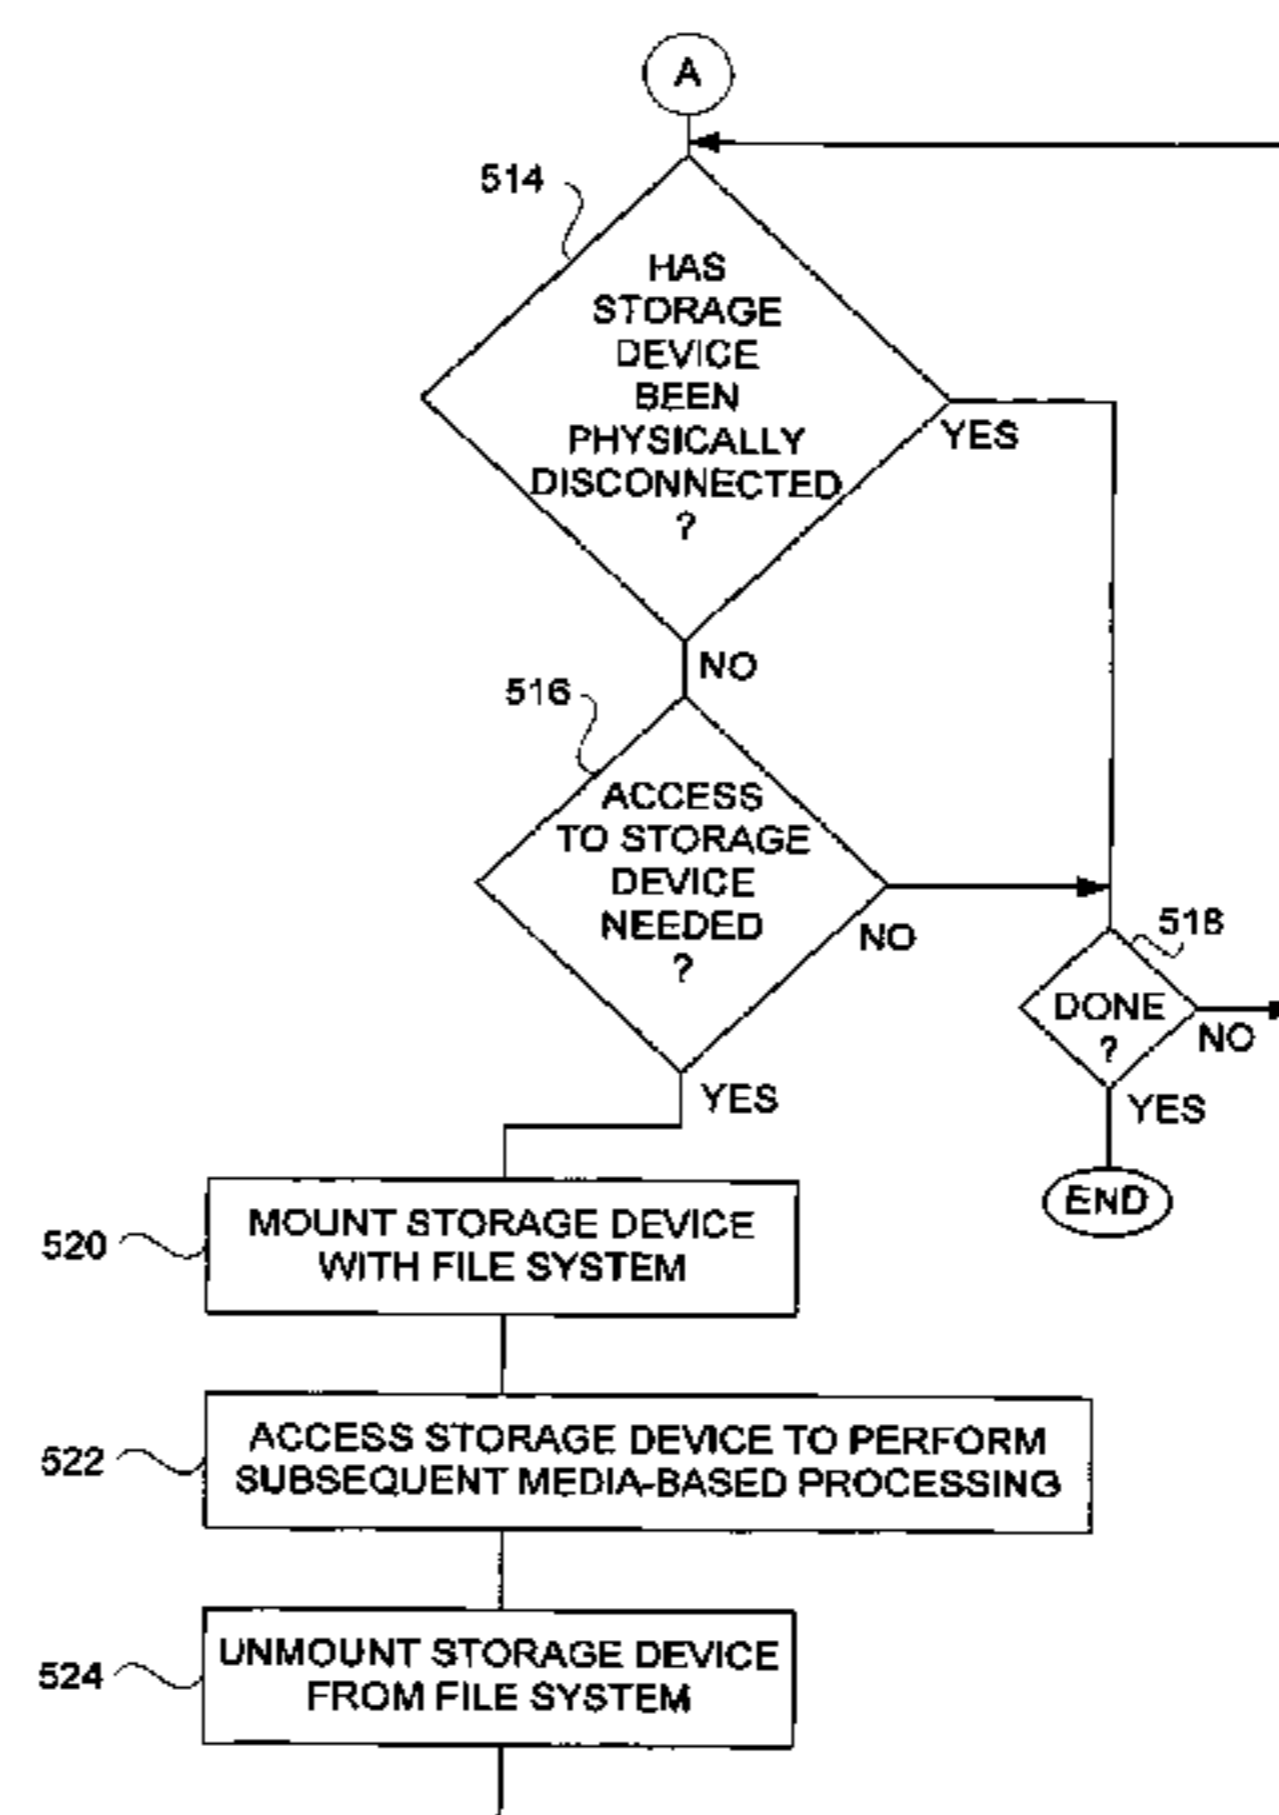 A
514
HAS
STORAGE
DEVICE
BEEN
PHYSICALLY
DISCONNECTED
?
YES
NO
516
ACCESS
TO STORAGE
DEVICE
NEEDED
?
NO
518
DONE
?
NO
YES
YES
END
520
MOUNT STORAGE DEVICE
WITH FILE SYSTEM
522
ACCESS STORAGE DEVICE TO PERFORM
SUBSEQUENT MEDIA-BASED PROCESSING
524
UNMOUNT STORAGE DEVICE
FROM FILE SYSTEM